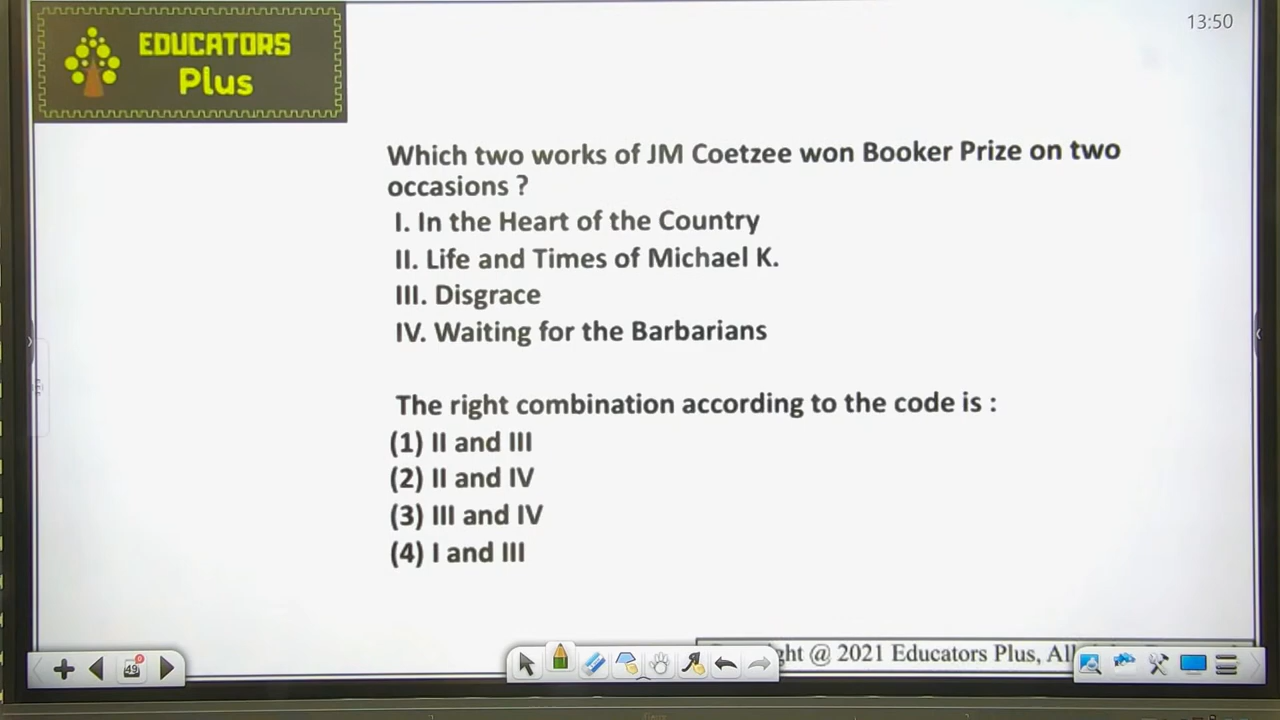 EDUCATORS
Plus
13:50
Which two works of JM Coetzee won Booker Prize on two
occasions ?
I. In the Heart of the Country
II. Life and Times of Michael K.
III. Disgrace
IV. Waiting for the Barbarians
The right combination according to the code is :
(1) II and III
(2) II and IV
(3) III and IV
(4) I and III
49
@ 2021 Educators Plus, All